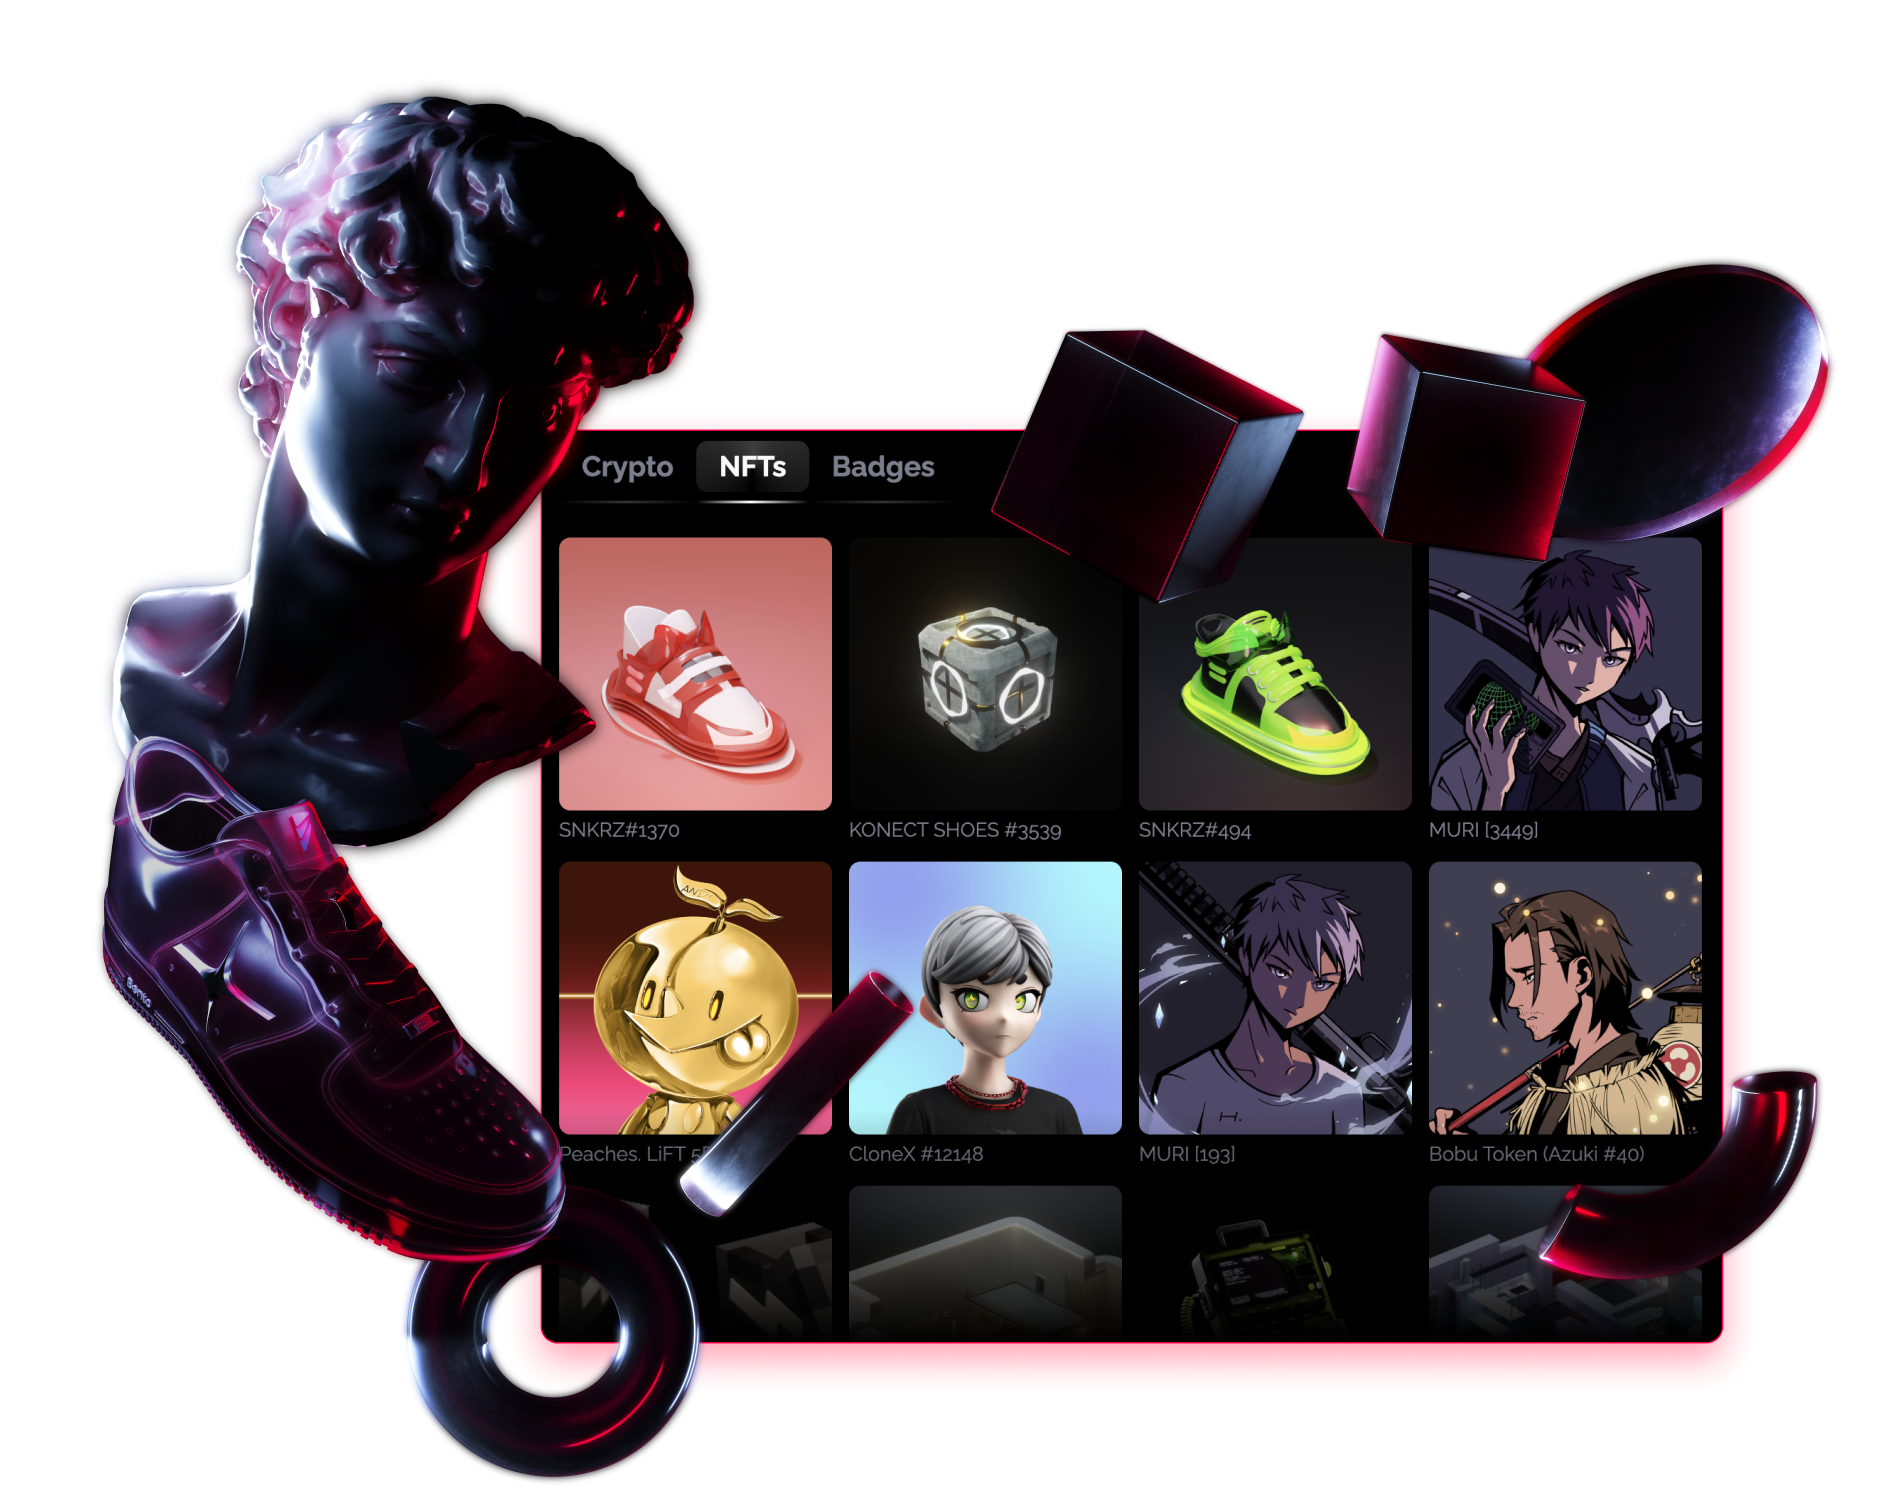 Crypto
NFTs
Badges
SNKRZ#1370
KONECT SHOES #3539
SNKRZ#494
MURI [3449]
H.
Peaches. LiFT
CloneX #12148
MURI [193]
Bobu Token (Azuki #40)